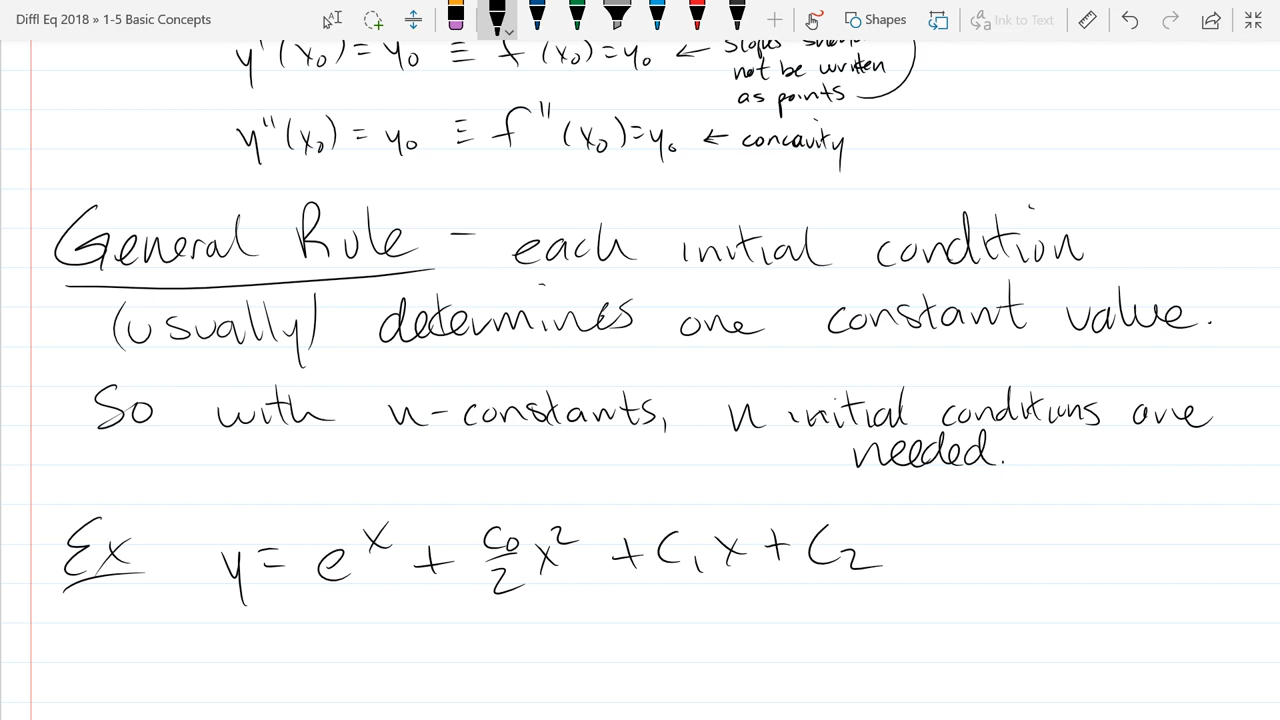 Diffl Eq 2018 » 1-5 Basic Concepts
Shapes
Ink to Text
y'(x₀) = y₀ ≡ f'(x₀) = y₀ ←
not be written
as points
y''(x₀) = y₀ ≡ f''(x₀) = y₀ ← concavity
General Rule - each initial condition
(usually) determines one constant value.
So with n-constants, n initial conditions are
needed.
Ex y = eˣ + c₀/2 x² + C₁x + C₂